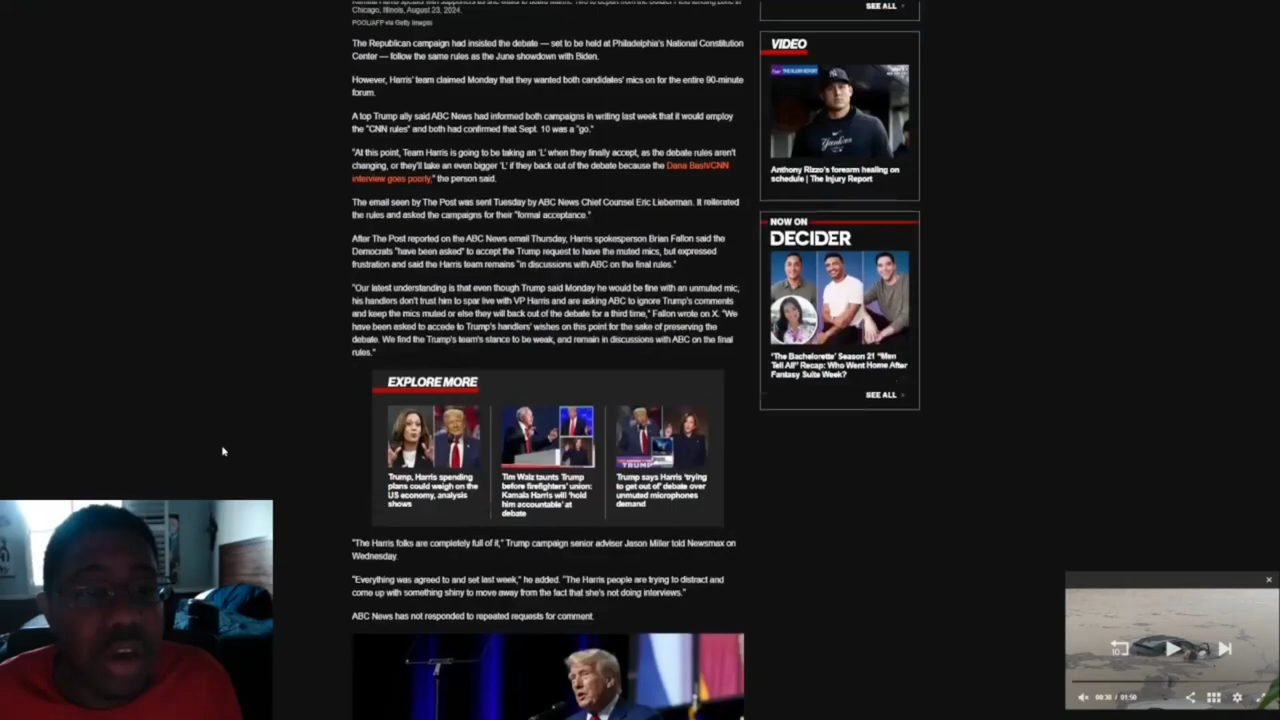 Chicago, Illinois, August 23, 2024.
POOL/AFP via Getty Images
The Republican campaign had insisted the debate — set to be held at Philadelphia's National Constitution
Center — follow the same rules as the June showdown with Biden.
However, Harris' team claimed Monday that they wanted both candidates' mics on for the entire 90-minute
forum.
A top Trump ally said ABC News had informed both campaigns in writing last week that it would employ
the "CNN rules" and both had confirmed that Sept. 10 was a "go."
"At this point, Team Harris is going to be taking an 'L' when they finally accept, as the debate rules aren't
changing, or they'll take an even bigger 'L' if they back out of the debate because the Dana Bash/CNN
interview goes poorly," the person said.
The email seen by The Post was sent Tuesday by ABC News Chief Counsel Eric Lieberman. It reiterated
the rules and asked the campaigns for their "formal acceptance."
After The Post reported on the ABC News email Thursday, Harris spokesperson Brian Fallon said the
Democrats "have been asked" to accept the Trump request to have the muted mics, but expressed
frustration and said the Harris team remains "in discussions with ABC on the final rules."
"Our latest understanding is that even though Trump said Monday he would be fine with an unmuted mic,
his handlers don't trust him to spar live with VP Harris and are asking ABC to ignore Trump's comments
and keep the mics muted or else they will back out of the debate for a third time," Fallon wrote on X. "We
have been asked to accede to Trump's handlers' wishes on this point for the sake of preserving the
debate. We find the Trump's team's stance to be weak, and remain in discussions with ABC on the final
rules."
EXPLORE MORE
Trump, Harris spending
plans could weigh on the
US economy, analysis
shows
Tim Walz taunts Trump
before firefighters' union:
Kamala Harris will 'hold
him accountable' at
debate
TRUMP
Trump says Harris 'trying
to get out of' debate over
unmuted microphones
demand
"The Harris folks are completely full of it," Trump campaign senior adviser Jason Miller told Newsmax on
Wednesday.
"Everything was agreed to and set last week," he added. "The Harris people are trying to distract and
come up with something shiny to move away from the fact that she's not doing interviews."
ABC News has not responded to repeated requests for comment.
SEE ALL
VIDEO
THE INJURY REPORT
Yankees
Anthony Rizzo's forearm healing on
schedule | The Injury Report
NOW ON
DECIDER
'The Bachelorette' Season 21 "Men
Tell All" Recap: Who Went Home After
Fantasy Suite Week?
SEE ALL
10
00:30 / 01:50